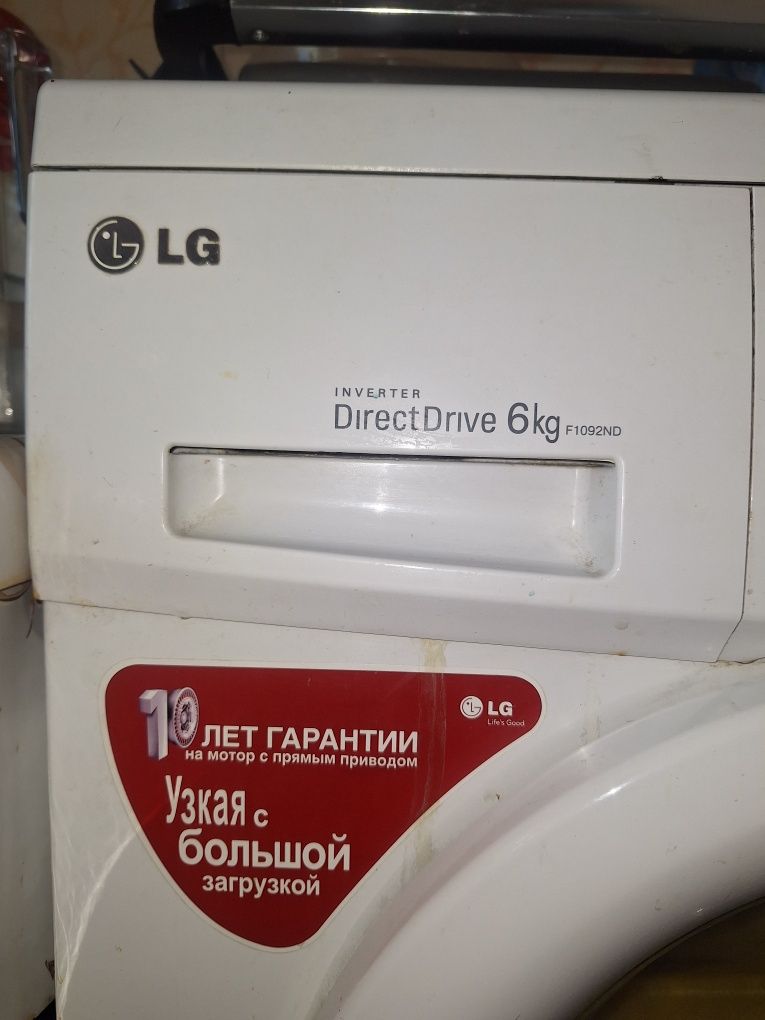 LG
INVERTER
DirectDrive 6kg F1092ND
LG
Life's Good
10 ЛЕТ ГАРАНТИИ
на мотор с прямым приводом
Узкая с
большой
загрузкой